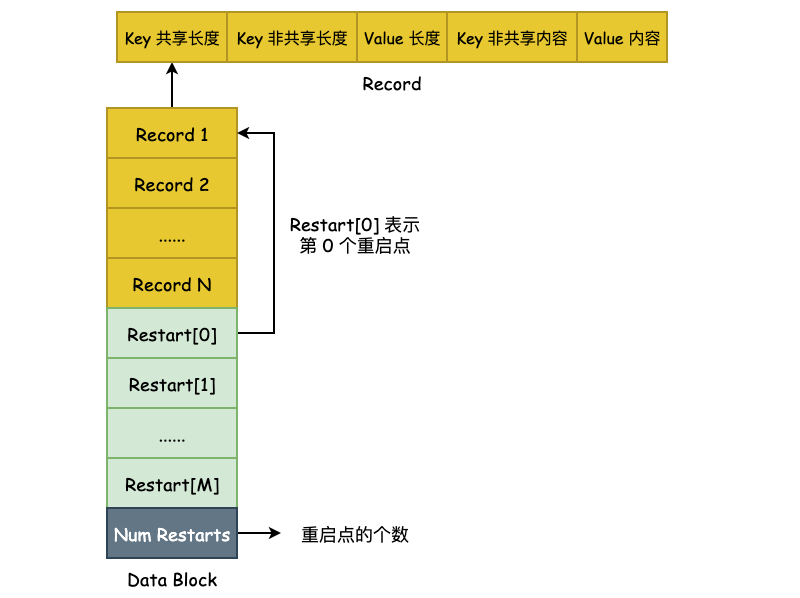 Key 共享长度 Key 非共享长度 Value 长度 Key 非共享内容 Value 内容
Record
Record 1
Record 2
......
Record N
Restart[0] 表示
第 0 个重启点
Restart[0]
Restart[1]
......
Restart[M]
Num Restarts
重启点的个数
Data Block